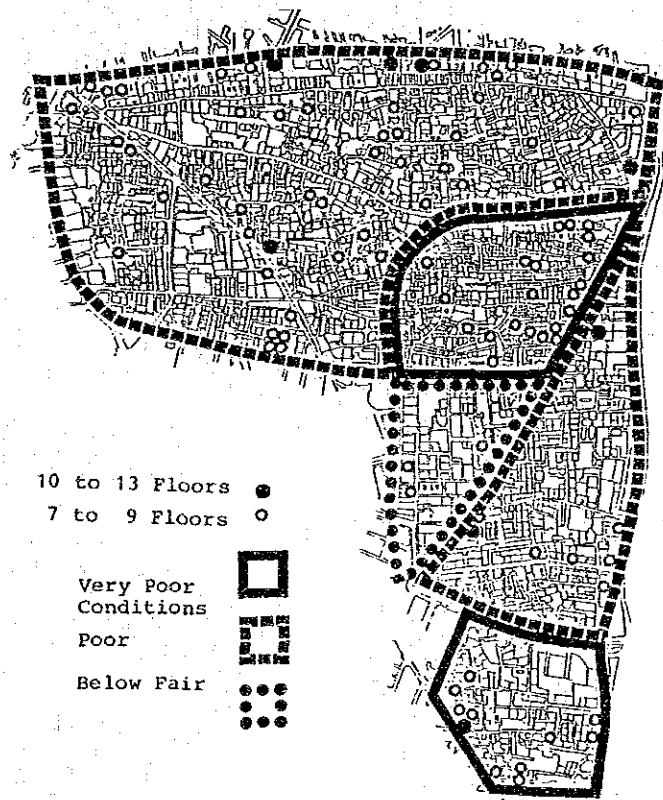 10 to 13 Floors
7 to 9 Floors
Very Poor
Conditions
Poor
Below Fair